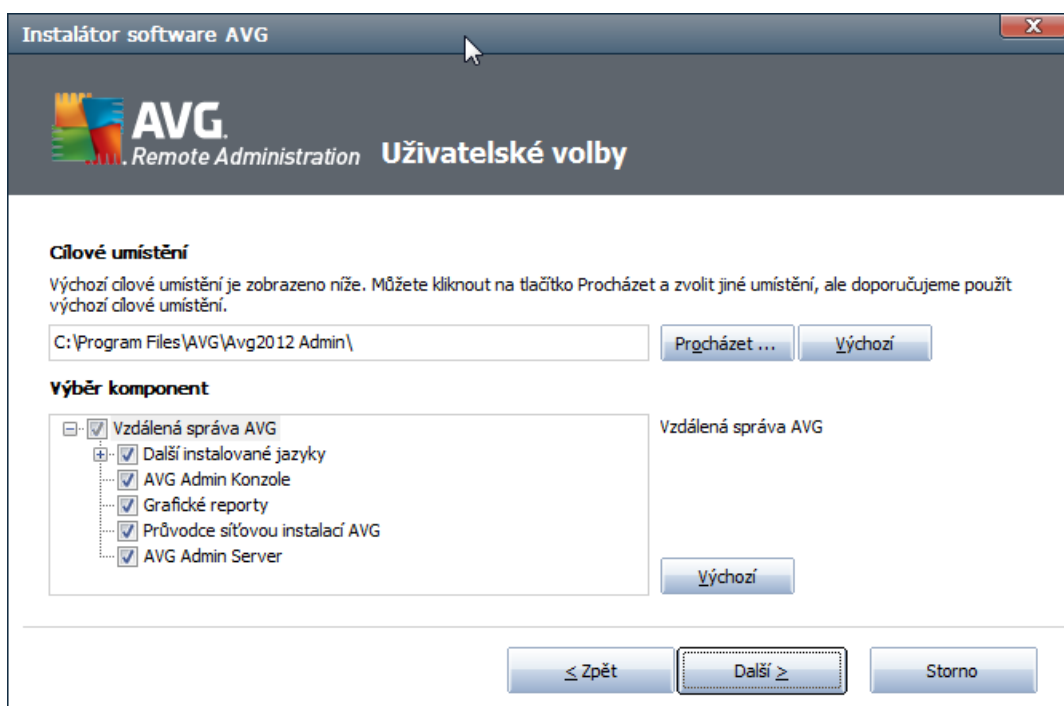 Instalátor software AVG
AVG.
Remote Administration
Uživatelské volby
Cílové umístění
Výchozí cílové umístění je zobrazeno níže. Můžete kliknout na tlačítko Procházet a zvolit jiné umístění, ale doporučujeme použít
výchozí cílové umístění.
C:\Program Files\AVG\Avg2012 Admin\
Procházet ...
Výchozí
Výběr komponent
Vzdálená správa AVG
Další instalované jazyky
AVG Admin Konzole
Grafické reporty
Průvodce síťovou instalací AVG
AVG Admin Server
Vzdálená správa AVG
Výchozí
< Zpět
Další >
Storno